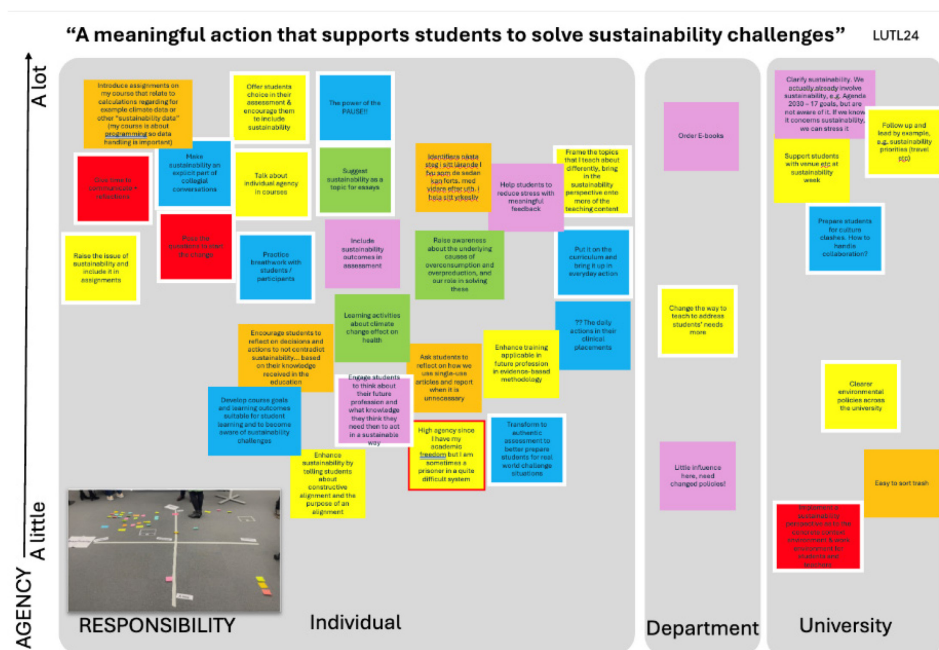 “A meaningful action that supports students to solve sustainability challenges”
LUTL24
A lot
A little
AGENCY
Introduce assignments on
my course that relate to
calculations regarding for
example climate data or
other “sustainability data”
(my course is about
programming so data
handling is important)
Offer students
choice in their
assessment &
encourage them
to include
sustainability
The power of the
PAUSE!!
Make
sustainability an
explicit part of
collegial
conversations
Talk about
individual agency
in courses
Suggest
sustainability as a
topic for essays
Help students
to reduce stress with
meaningful
feedback
Frame the topics
that I teach about
differently, bring in
the sustainability
perspective onto
more of the
teaching content
Raise the issue of
sustainability and
include it in
assignments
Practice
breathwork with
students /
participants
Include
sustainability
outcomes in
assessment
Raise awareness
about the underlying
causes of
overconsumption and
overproduction, and
our role in solving
these
Put it on the
curriculum and
bring it up in
everyday action
Learning activities
about climate
change effect on
health
?? The daily
actions in their
clinical
placements
Encourage students to
reflect on decisions and
actions to not contradict
sustainability... based
on their knowledge
received in the
education
Ask students to
reflect on how we
use single-use
articles and report
when it is
unnecessary
Enhance training
applicable in
future profession
in evidence-based
methodology
Develop course goals
and learning outcomes
suitable for student
learning and to become
aware of sustainability
challenges
Engage students
to think about
their future
profession and
what knowledge
they think they
need them to act
in a sustainable
way
High agency since
I have my
academic
freedom but I am
sometimes a
prisoner in a quite
difficult system
Transform to
authentic
assessment to
better prepare
students for real
world challenge
situations
Enhance
sustainability by
telling students
about
constructive
alignment and the
purpose of an
alignment
RESPONSIBILITY
Individual
Order E-books
Change the way to
teach to address
students’ needs
more
Little influence
here, need
changed policies!
Department
Clarify sustainability. We
actually already involve
sustainability, e.g. Agenda
2030 – 17 goals, but are
not aware of it. If we know
it concerns sustainability,
we can stress it
Follow up and
lead by example,
e.g. sustainability
priorities (travel
etc)
Support students
with venue etc at
sustainability
week
Prepare students
for culture
clashes. How to
handle
collaboration?
Clearer
environmental
policies across
the university
Easy to sort trash
University